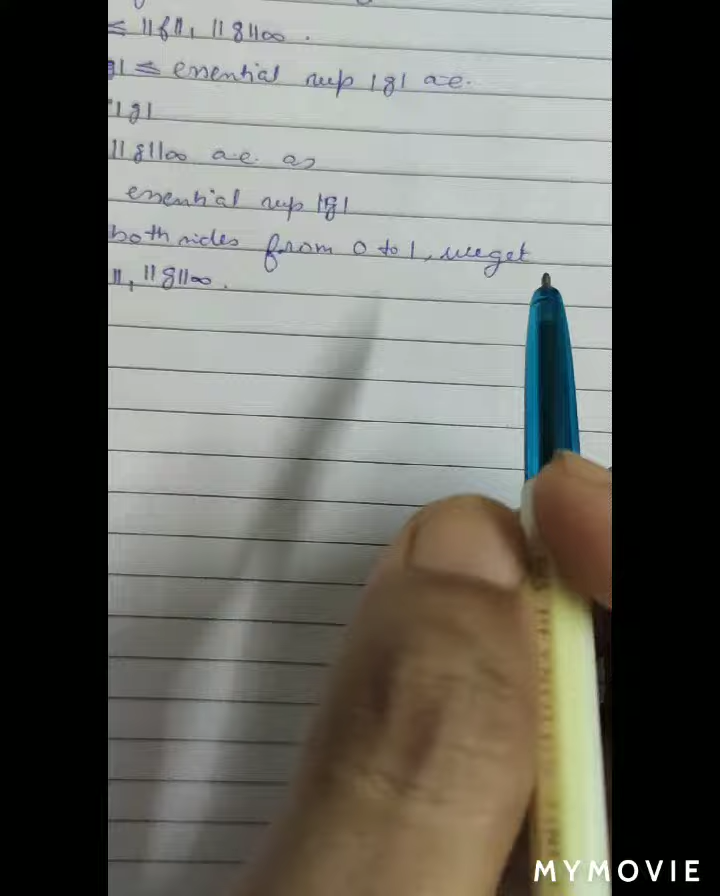 ≤ ||f||₁ ||g||∞.
g| ≤ essential sup |g| a.e.
|g|
||g||∞ a.e. as
essential sup |g|
both sides from 0 to 1, we get
||₁ ||g||∞.
MYMOVIE